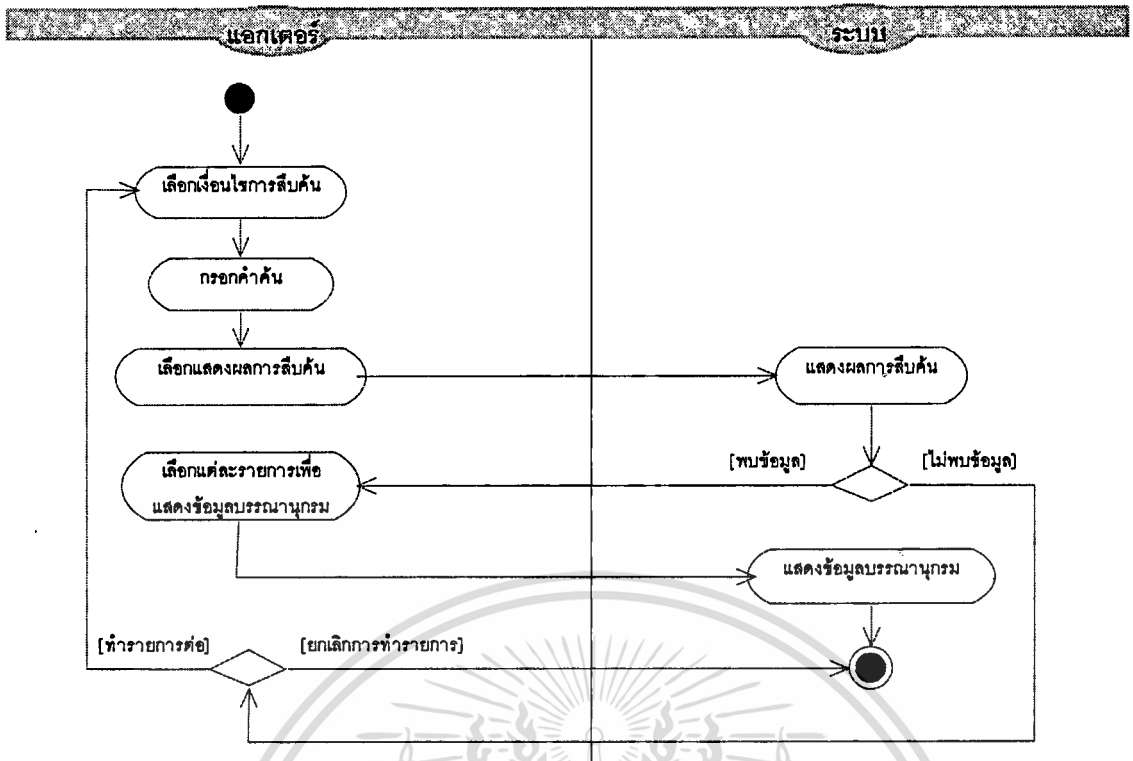 แอกเตอร์
ระบบ
เลือกเงื่อนไขการสืบค้น
กรอกคำค้น
เลือกแสดงผลการสืบค้น
แสดงผลการสืบค้น
[พบข้อมูล]
[ไม่พบข้อมูล]
เลือกแต่ละรายการเพื่อ
แสดงข้อมูลบรรณานุกรม
แสดงข้อมูลบรรณานุกรม
[ทำรายการต่อ]
[ยกเลิกการทำรายการ]